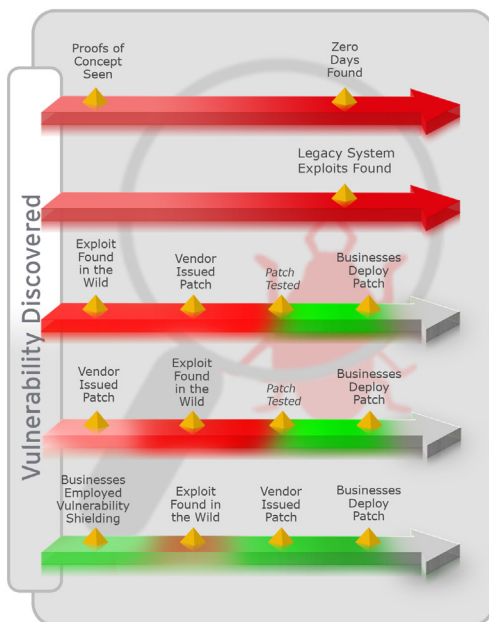 Vulnerability Discovered
Proofs of
Concept
Seen
Zero
Days
Found
Legacy System
Exploits Found
Exploit
Found
in the
Wild
Vendor
Issued
Patch
Patch
Tested
Businesses
Deploy
Patch
Vendor
Issued
Patch
Exploit
Found
in the
Wild
Patch
Tested
Businesses
Deploy
Patch
Businesses
Employed
Vulnerability
Shielding
Exploit
Found in
the Wild
Vendor
Issued
Patch
Businesses
Deploy
Patch